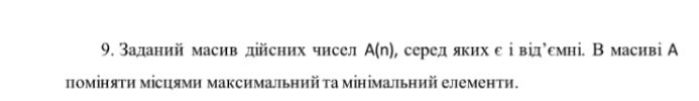 9. Заданий масив дійсних чисел A(n), серед яких є і від’ємні. В масиві A
поміняти місцями максимальний та мінімальний елементи.